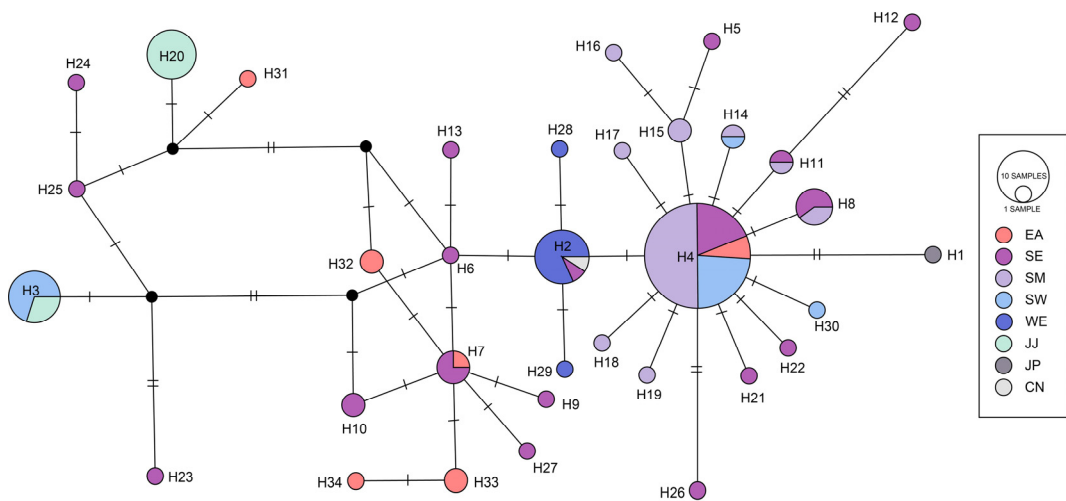 H12
H5
H16
H20
H24
H31
H14
H15
H13
H28
H17
H11
10 SAMPLES
1 SAMPLE
H25
H8
EA
H2
SE
H4
H1
H32
H6
SM
H3
SW
H30
WE
H18
H7
H22
JJ
H29
H19
H21
JP
H9
CN
H10
H27
H23
H34
H33
H26